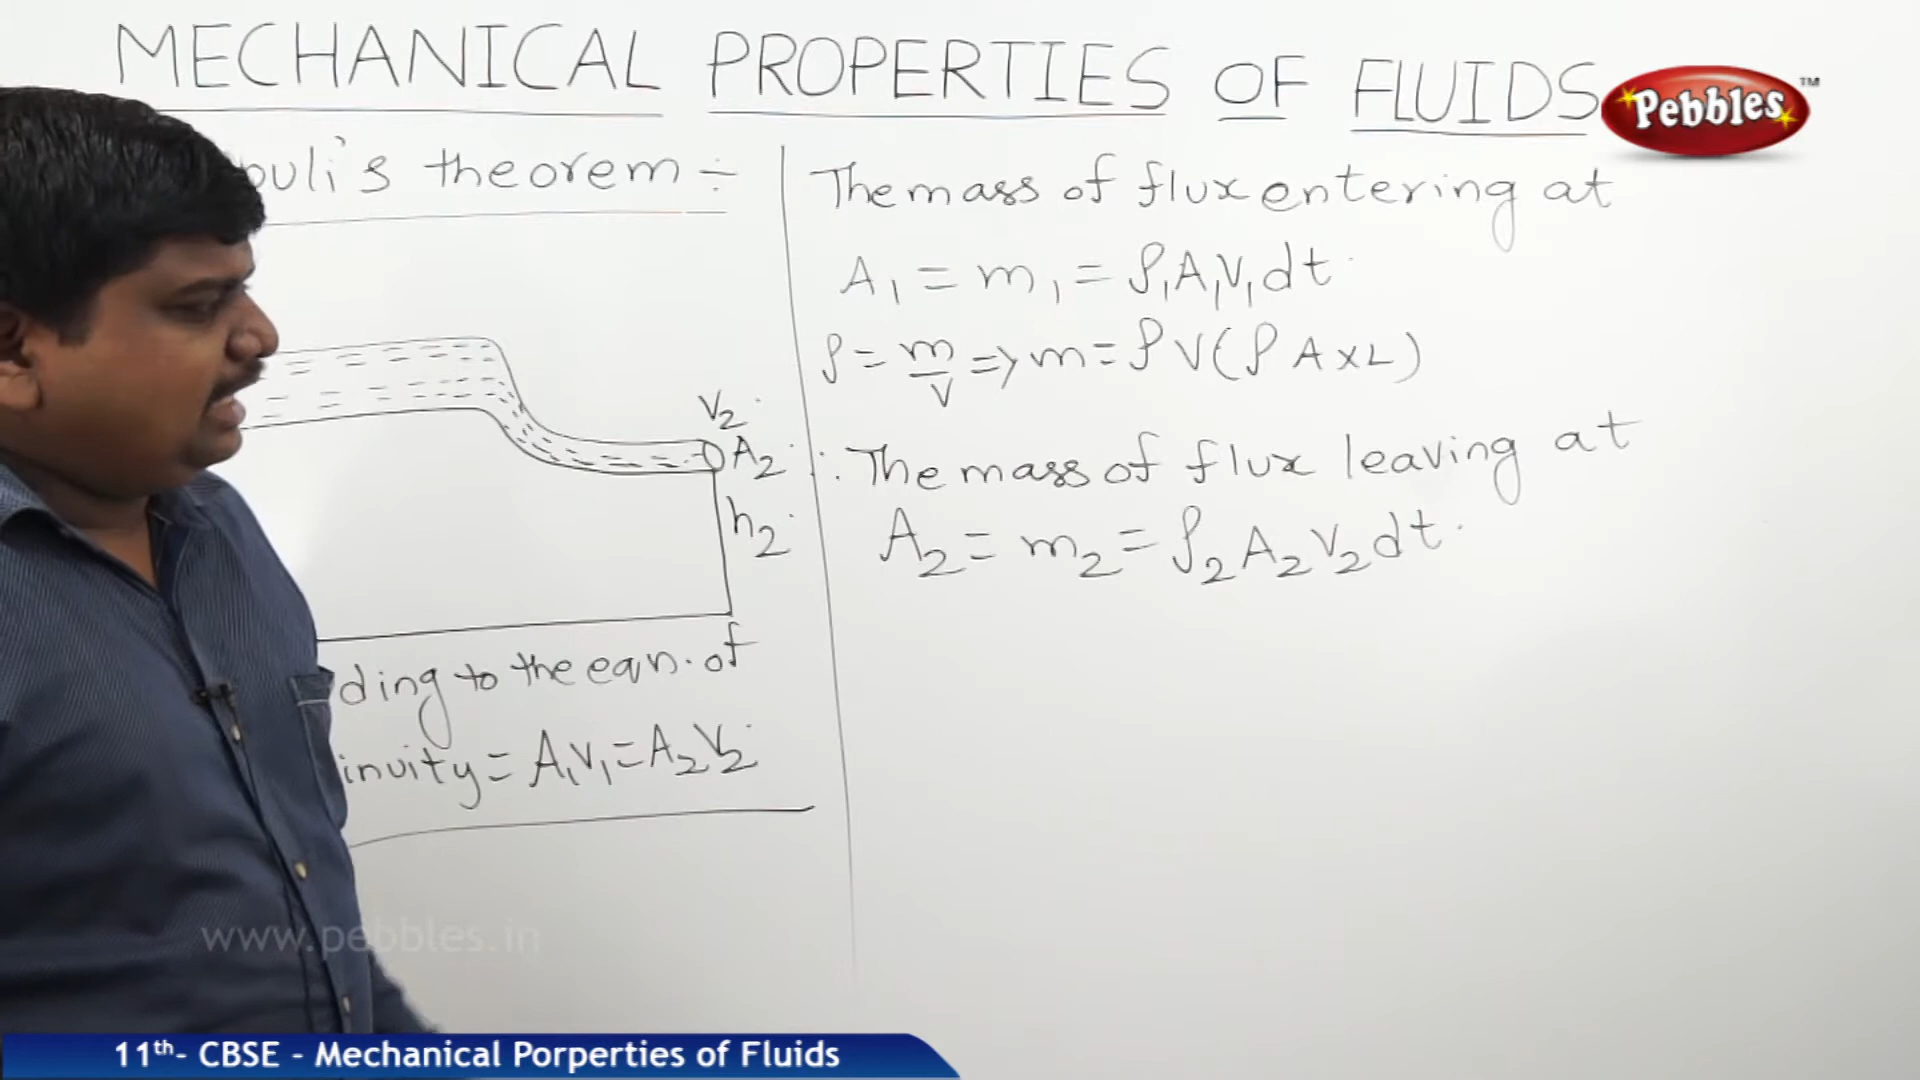 MECHANICAL PROPERTIES OF FLUIDS
Pebbles™
ouli's theorem ÷
V2
A2
h2
ding to the eqn. of
inuity = A1V1 = A2V2
The mass of flux entering at
A1 = m1 = ρ1A1V1dt
ρ = m/V => m = ρV(ρ A×L)
∴ The mass of flux leaving at
A2 = m2 = ρ2A2V2dt
www.pebbles.in
11th- CBSE - Mechanical Porperties of Fluids